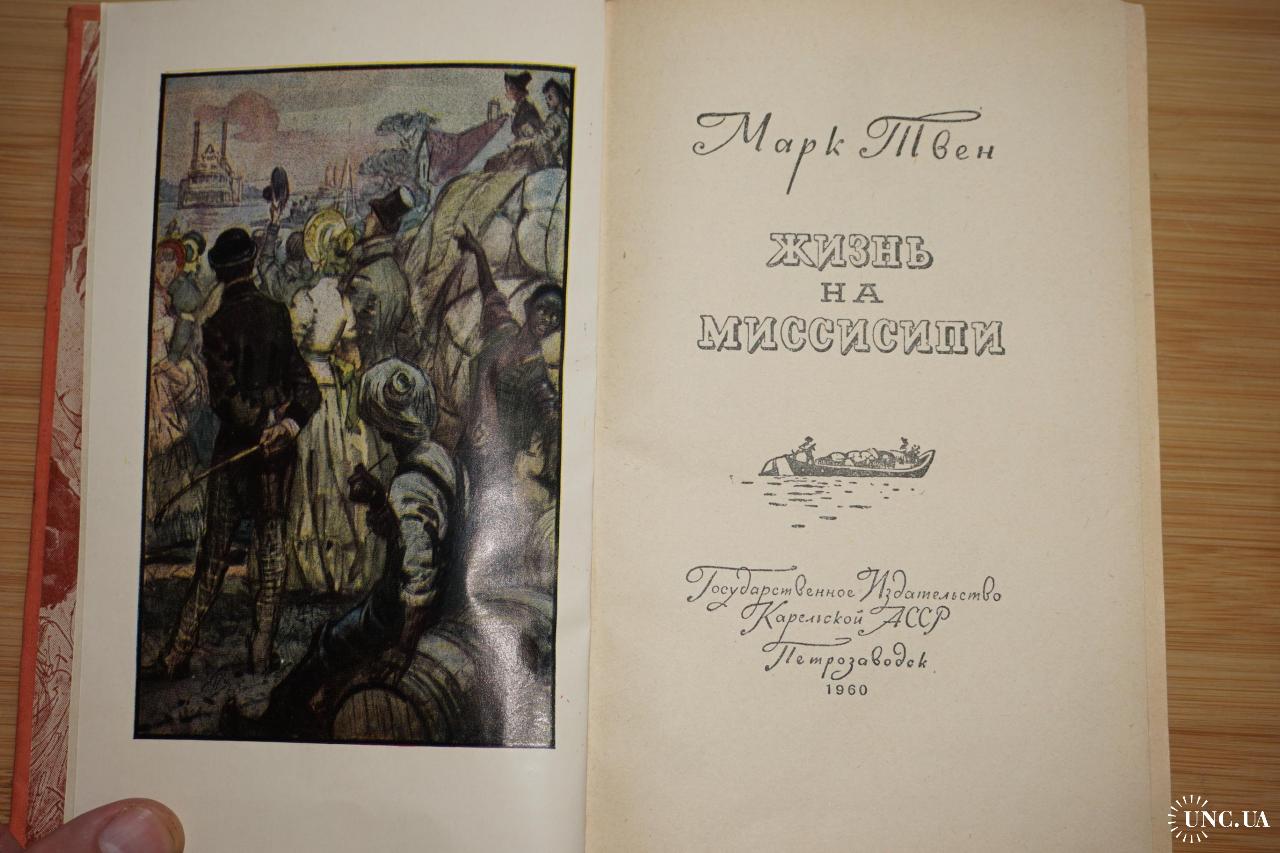 Марк Твен
ЖИЗНЬ
НА
МИССИСИПИ
Государственное Издательство
Карельской АССР
Петрозаводск
1960
UNC.UA